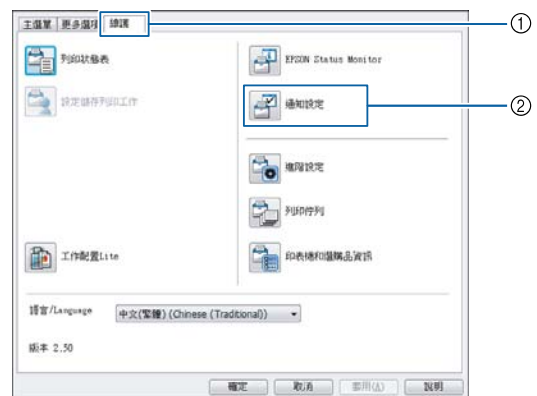 主選單 更多選項 維護
①
列印狀態表
EPSON Status Monitor
設定儲存列印工作
通知設定
②
進階設定
列印佇列
工作配置Lite
印表機和選購品資訊
語言/Language 中文(繁體) (Chinese (Traditional))
版本 2.50
確定 取消 套用(A) 說明